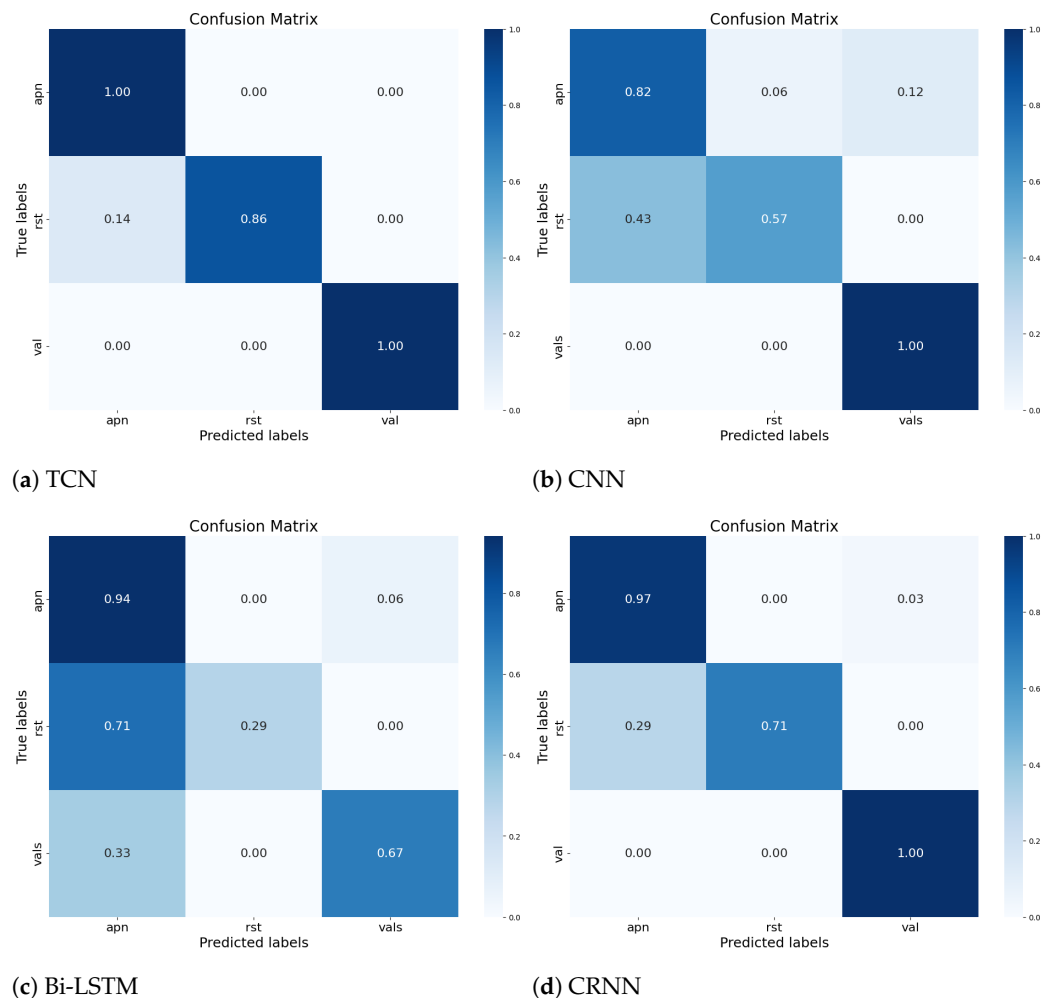 Confusion Matrix
1.0
apn
1.00 0.00 0.00
0.8
0.6
True labels
rst
0.14 0.86 0.00
0.4
val
0.00 0.00 1.00
0.2
0.0
apn rst val
Predicted labels
(a) TCN
Confusion Matrix
1.0
apn
0.82 0.06 0.12
0.8
0.6
True labels
rst
0.43 0.57 0.00
0.4
vals
0.00 0.00 1.00
0.2
0.0
apn rst vals
Predicted labels
(b) CNN
Confusion Matrix
apn
0.94 0.00 0.06
0.8
0.6
True labels
rst
0.71 0.29 0.00
0.4
vals
0.33 0.00 0.67
0.2
0.0
apn rst vals
Predicted labels
(c) Bi-LSTM
Confusion Matrix
1.0
apn
0.97 0.00 0.03
0.8
0.6
True labels
rst
0.29 0.71 0.00
0.4
val
0.00 0.00 1.00
0.2
0.0
apn rst val
Predicted labels
(d) CRNN